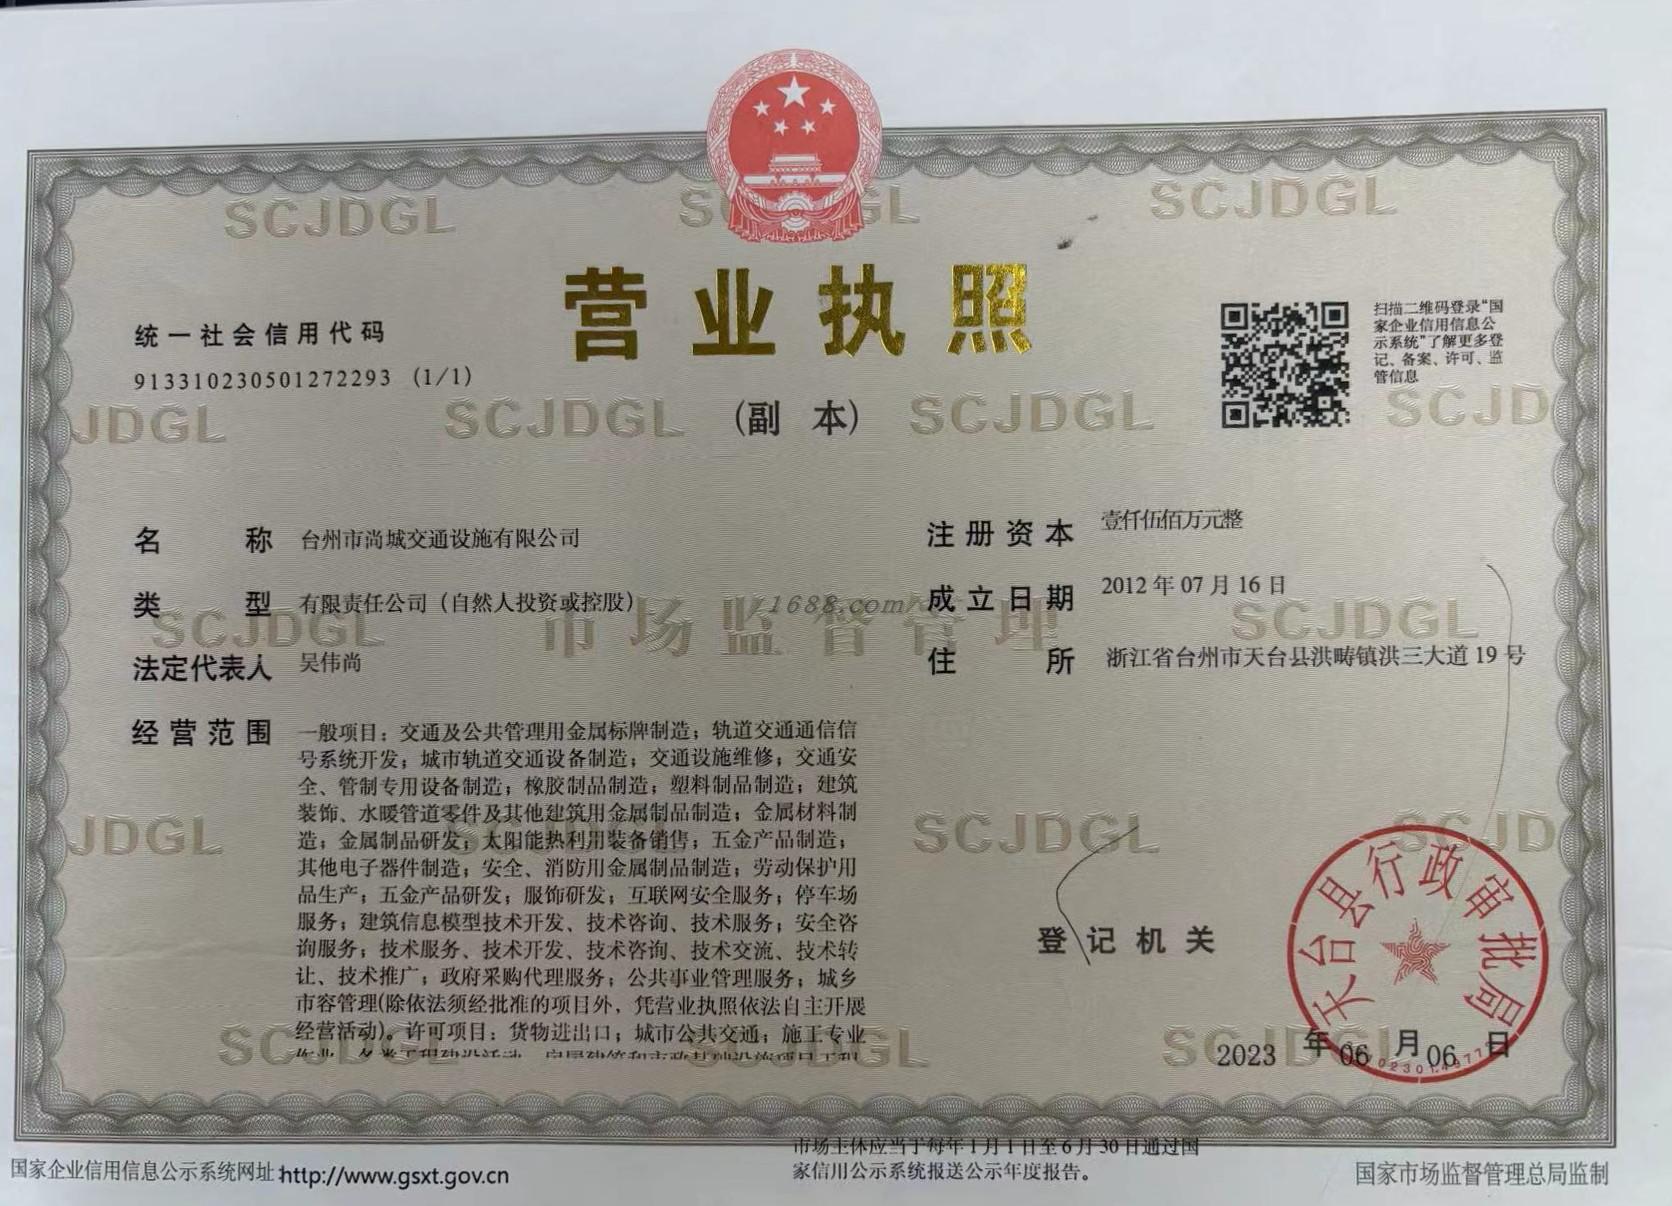 营业执照
(副 本)
统一社会信用代码
913310230501272293 (1/1)
扫描二维码登录“国
家企业信用信息公
示系统”了解更多登
记、备案、许可、监
管信息
名 称 台州市尚城交通设施有限公司
类 型 有限责任公司（自然人投资或控股）
法定代表人 吴伟尚
经营范围 一般项目：交通及公共管理用金属标牌制造；轨道交通通信信
号系统开发；城市轨道交通设备制造；交通设施维修；交通安
全、管制专用设备制造；橡胶制品制造；塑料制品制造；建筑
装饰、水暖管道零件及其他建筑用金属制品制造；金属材料制
造；金属制品研发；太阳能热利用装备销售；五金产品制造；
其他电子器件制造；安全、消防用金属制品制造；劳动保护用
品生产；五金产品研发；服饰研发；互联网安全服务；停车场
服务；建筑信息模型技术开发、技术咨询、技术服务；安全咨
询服务；技术服务、技术开发、技术咨询、技术交流、技术转
让、技术推广；政府采购代理服务；公共事业管理服务；城乡
市容管理(除依法须经批准的项目外，凭营业执照依法自主开展
经营活动)。许可项目：货物进出口；城市公共交通；施工专业
注册资本 壹仟伍佰万元整
成立日期 2012 年 07 月 16 日
住 所 浙江省台州市天台县洪畴镇洪三大道 19 号
登记机关
天台县行政审批局
2023 年 06 月 06 日
SCJDGL
市场监督管理
1688.com
市场主体应当于每年 1 月 1 日至 6 月 30 日通过国
家信用公示系统报送公示年度报告。
国家企业信用信息公示系统网址:http://www.gsxt.gov.cn
国家市场监督管理总局监制